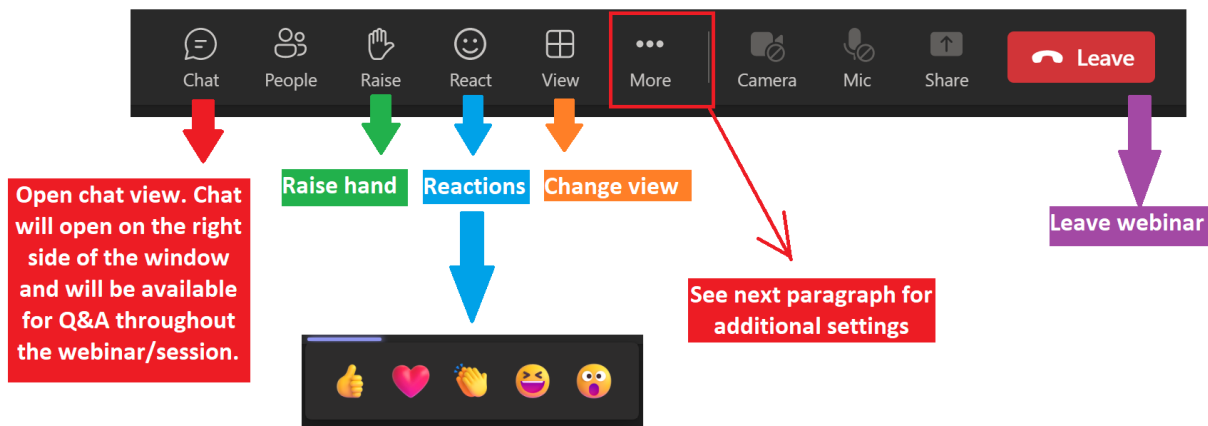 Chat
People
Raise
React
View
More
Camera
Mic
Share
Leave
Open chat view. Chat
will open on the right
side of the window
and will be available
for Q&A throughout
the webinar/session.
Raise hand
Reactions
Change view
See next paragraph for
additional settings
Leave webinar